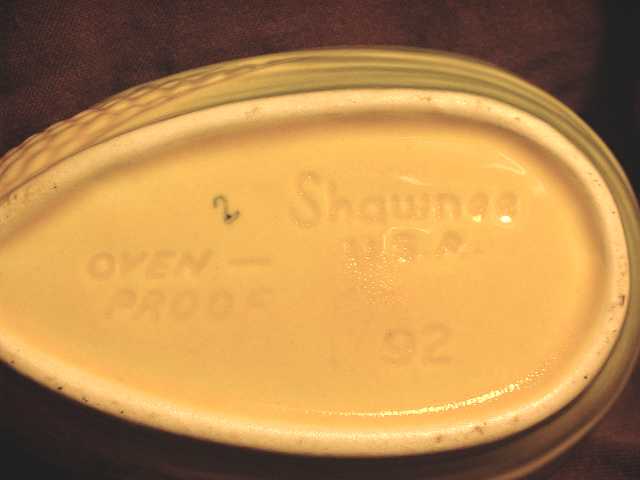 Shawnee
U.S.A.
92
OVEN —
PROOF
2